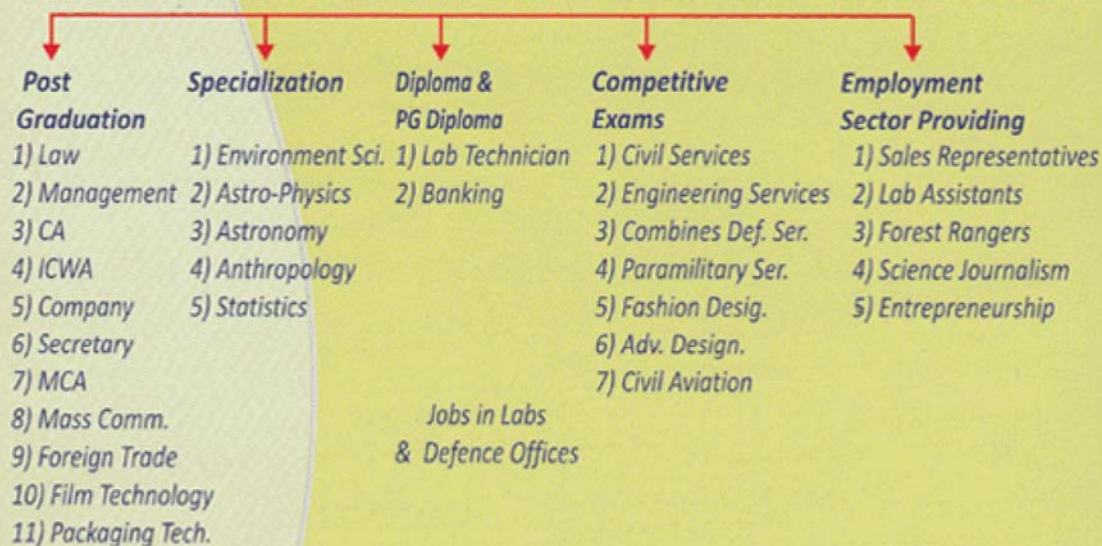 Post
Graduation
1) Law
2) Management
3) CA
4) ICWA
5) Company
6) Secretary
7) MCA
8) Mass Comm.
9) Foreign Trade
10) Film Technology
11) Packaging Tech.
Specialization
1) Environment Sci.
2) Astro-Physics
3) Astronomy
4) Anthropology
5) Statistics
Diploma &
PG Diploma
1) Lab Technician
2) Banking
Jobs in Labs
& Defence Offices
Competitive
Exams
1) Civil Services
2) Engineering Services
3) Combines Def. Ser.
4) Paramilitary Ser.
5) Fashion Desig.
6) Adv. Design.
7) Civil Aviation
Employment
Sector Providing
1) Sales Representatives
2) Lab Assistants
3) Forest Rangers
4) Science Journalism
5) Entrepreneurship